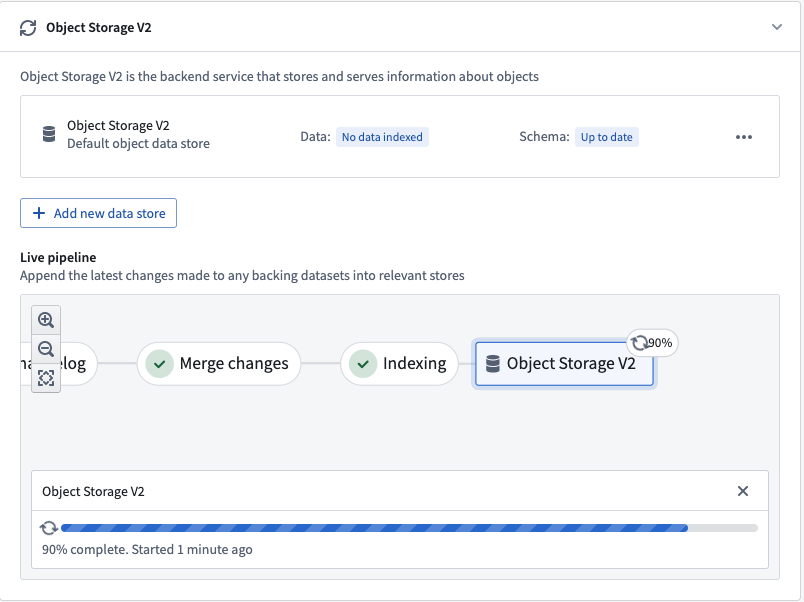 Object Storage V2
Object Storage V2 is the backend service that stores and serves information about objects
Object Storage V2
Default object data store
Data: No data indexed
Schema: Up to date
Add new data store
Live pipeline
Append the latest changes made to any backing datasets into relevant stores
Merge changes
Indexing
Object Storage V2
90%
Object Storage V2
90% complete. Started 1 minute ago